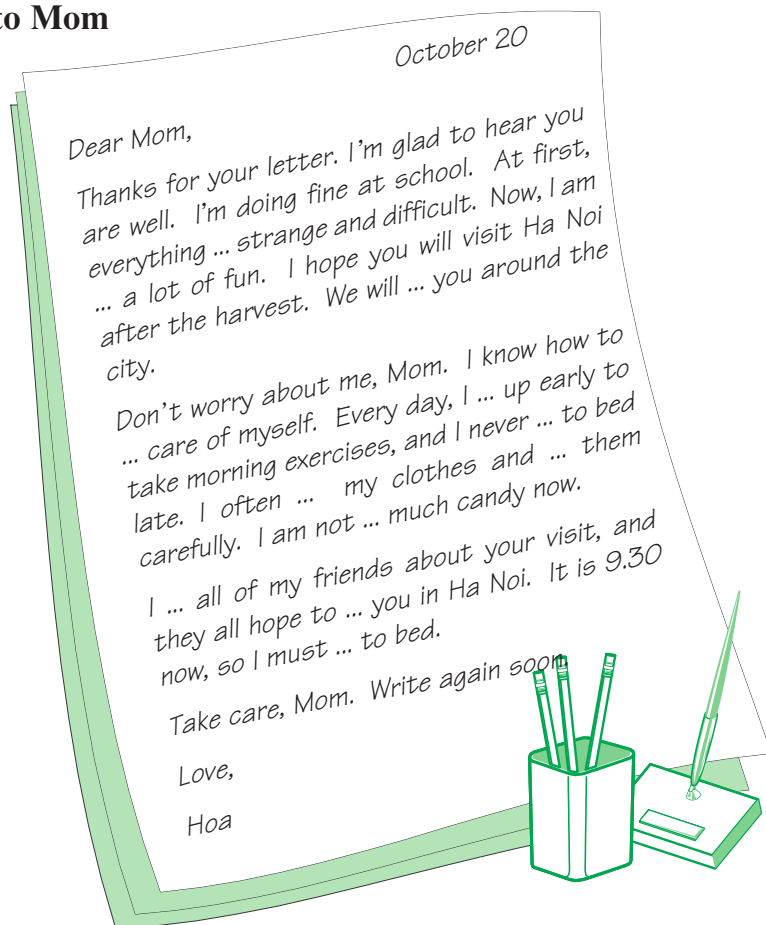 to Mom
October 20
Dear Mom,
Thanks for your letter. I'm glad to hear you
are well. I'm doing fine at school. At first,
everything ... strange and difficult. Now, I am
... a lot of fun. I hope you will visit Ha Noi
after the harvest. We will ... you around the
city.
Don't worry about me, Mom. I know how to
... care of myself. Every day, I ... up early to
take morning exercises, and I never ... to bed
late. I often ... my clothes and ... them
carefully. I am not ... much candy now.
I ... all of my friends about your visit, and
they all hope to ... you in Ha Noi. It is 9.30
now, so I must ... to bed.
Take care, Mom. Write again soon.
Love,
Hoa